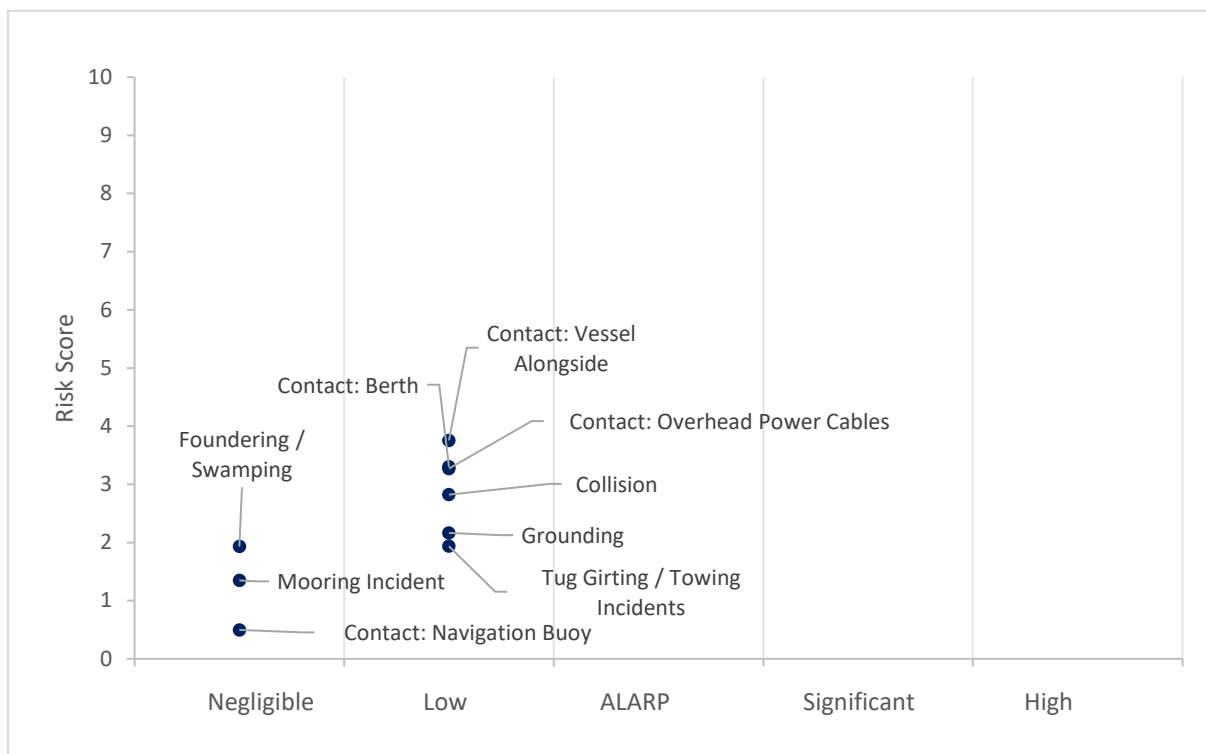 10
9
8
7
6
5
4
3
2
1
0
Risk Score
Contact: Vessel
Alongside
Contact: Berth
Contact: Overhead Power Cables
Foundering /
Swamping
Collision
Grounding
Mooring Incident
Tug Girting / Towing
Incidents
Contact: Navigation Buoy
Negligible
Low
ALARP
Significant
High